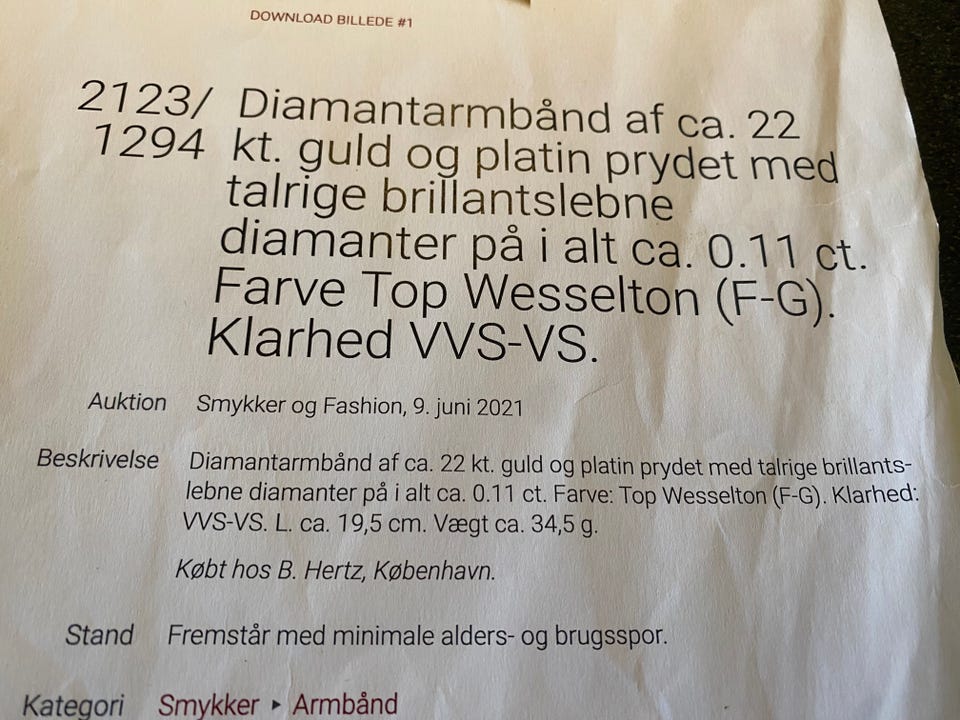 DOWNLOAD BILLEDE #1
2123/ Diamantarmbånd af ca. 22
1294 kt. guld og platin prydet med
talrige brillantslebne
diamanter på i alt ca. 0.11 ct.
Farve Top Wesselton (F-G).
Klarhed VVS-VS.
Auktion Smykker og Fashion, 9. juni 2021
Beskrivelse Diamantarmbånd af ca. 22 kt. guld og platin prydet med talrige brillants-
lebne diamanter på i alt ca. 0.11 ct. Farve: Top Wesselton (F-G). Klarhed:
VVS-VS. L. ca. 19,5 cm. Vægt ca. 34,5 g.
Købt hos B. Hertz, København.
Stand Fremstår med minimale alders- og brugsspor.
Kategori Smykker ▸ Armbånd